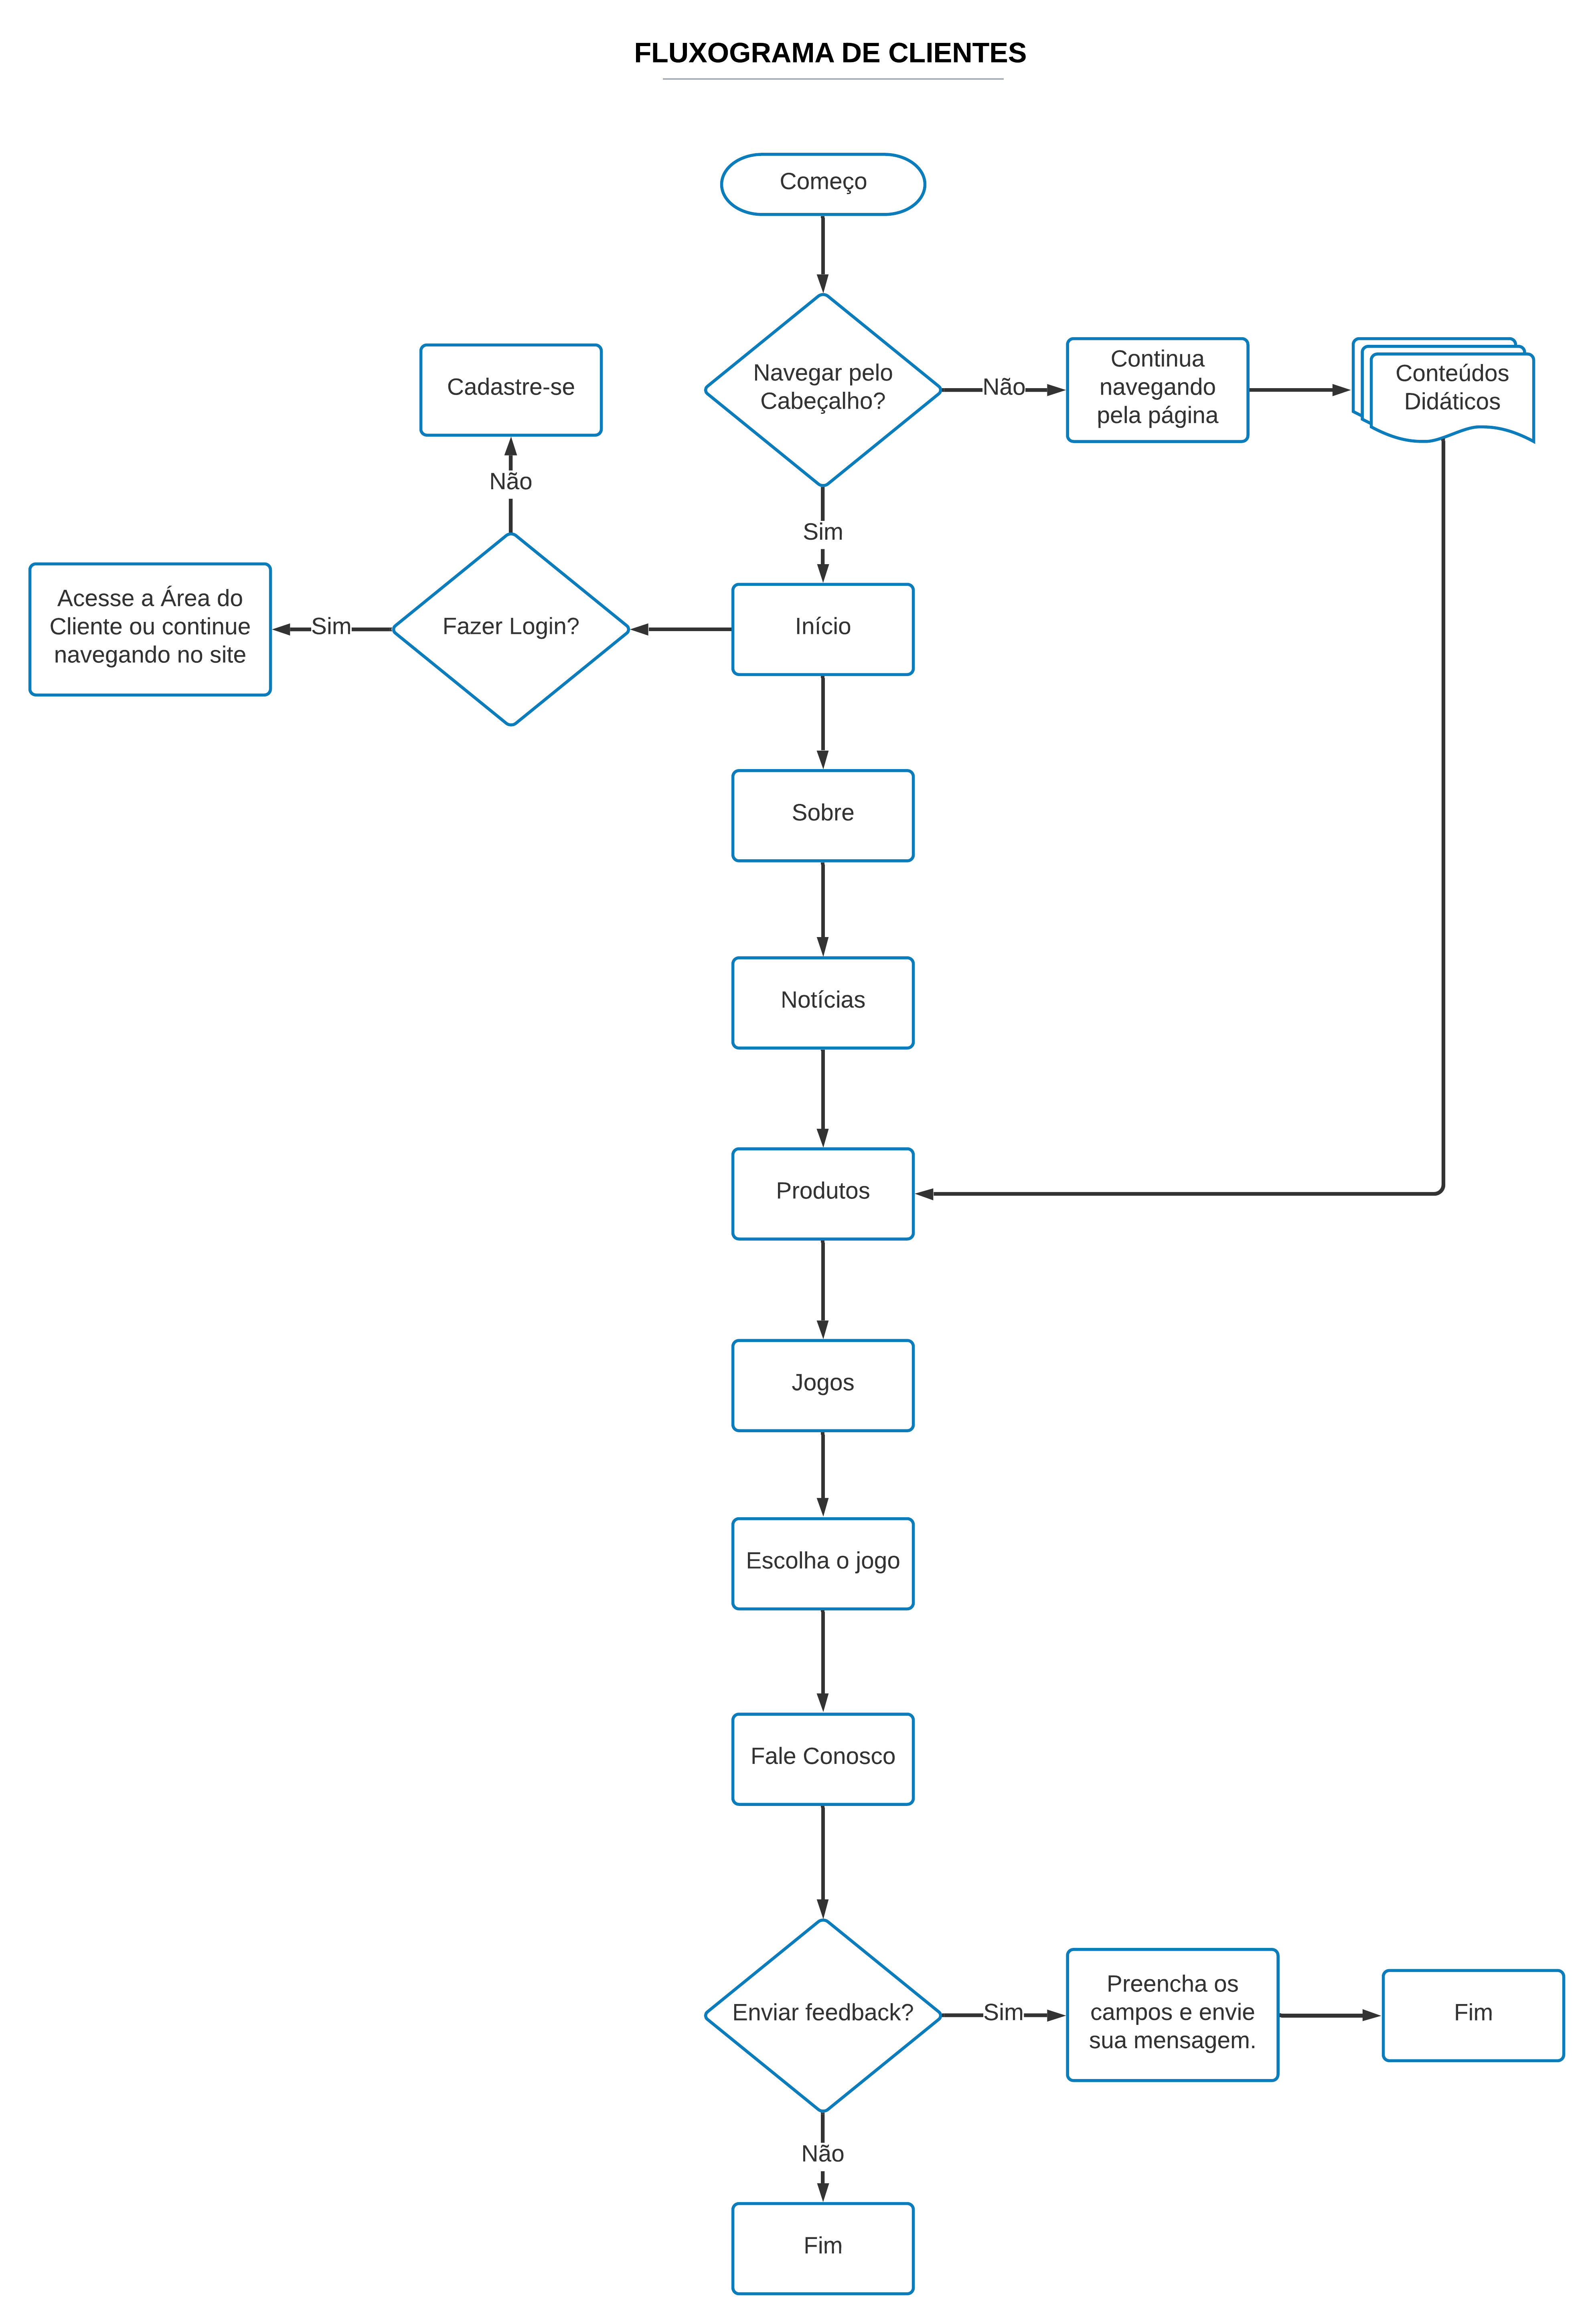 FLUXOGRAMA DE CLIENTES
Começo
Navegar pelo
Cabeçalho?
Não
Continua
navegando
pela página
Conteúdos
Didáticos
Cadastre-se
Não
Sim
Acesse a Área do
Cliente ou continue
navegando no site
Sim
Fazer Login?
Início
Sobre
Notícias
Produtos
Jogos
Escolha o jogo
Fale Conosco
Enviar feedback?
Sim
Preencha os
campos e envie
sua mensagem.
Fim
Não
Fim